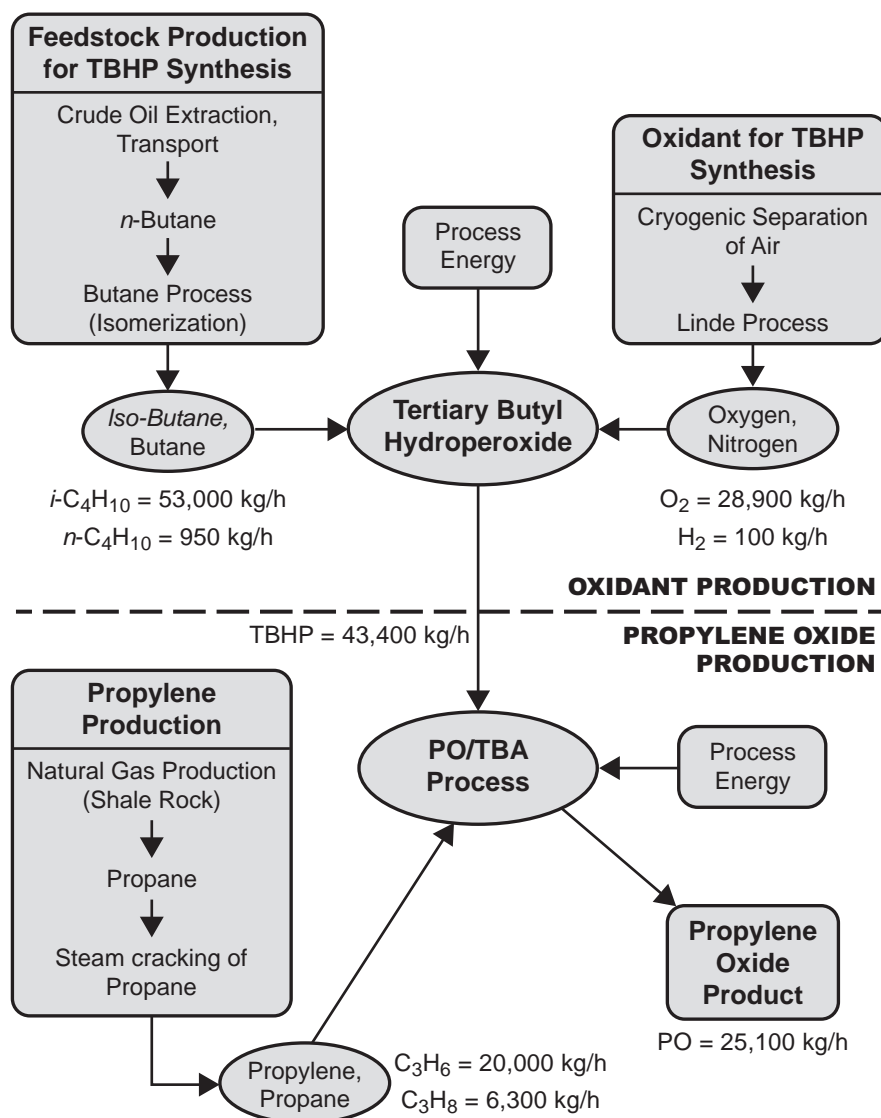 Feedstock Production
for TBHP Synthesis
Crude Oil Extraction,
Transport
n-Butane
Butane Process
(Isomerization)
Process
Energy
Oxidant for TBHP
Synthesis
Cryogenic Separation
of Air
Linde Process
Iso-Butane,
Butane
Tertiary Butyl
Hydroperoxide
Oxygen,
Nitrogen
i-C₄H₁₀ = 53,000 kg/h
n-C₄H₁₀ = 950 kg/h
O₂ = 28,900 kg/h
H₂ = 100 kg/h
OXIDANT PRODUCTION
TBHP = 43,400 kg/h
PROPYLENE OXIDE
PRODUCTION
Propylene
Production
Natural Gas Production
(Shale Rock)
Propane
Steam cracking of
Propane
PO/TBA
Process
Process
Energy
Propylene
Oxide
Product
PO = 25,100 kg/h
Propylene,
Propane
C₃H₆ = 20,000 kg/h
C₃H₈ = 6,300 kg/h